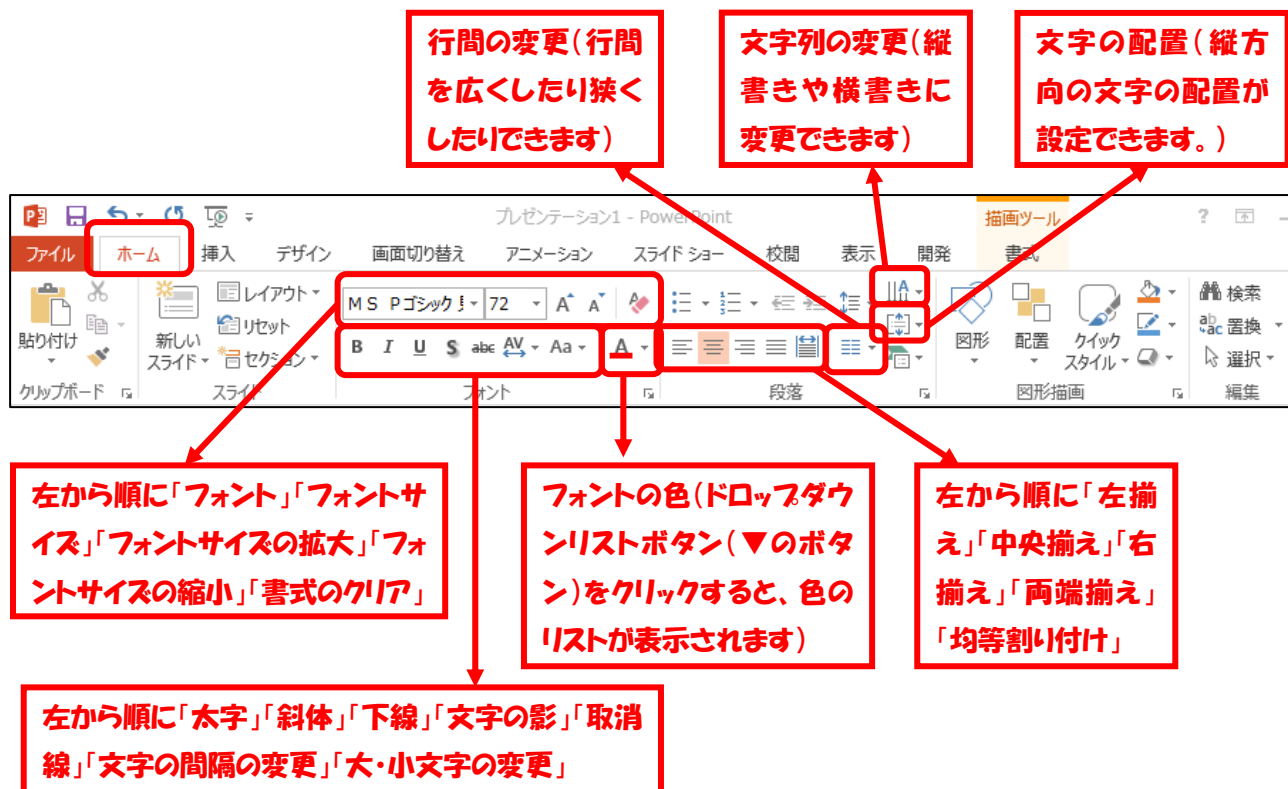 行間の変更(行間
を広くしたり狭く
したりできます)
文字列の変更(縦
書きや横書きに
変更できます)
文字の配置(縦方
向の文字の配置が
設定できます。)
プレゼンテーション1 - PowerPoint
描画ツール
ファイル ホーム 挿入 デザイン 画面切り替え アニメーション スライド ショー 校閲 表示 開発 書式
貼り付け
新しい
スライド
レイアウト
リセット
セクション
MS Pゴシック 72
B I U S abc AV Aa A
図形
配置
クイック
スタイル
検索
置換
選択
クリップボード スライド フォント 段落 図形描画 編集
左から順に「フォント」「フォントサ
イズ」「フォントサイズの拡大」「フォ
ントサイズの縮小」「書式のクリア」
フォントの色(ドロップダウ
ンリストボタン(▼のボタ
ン)をクリックすると、色の
リストが表示されます)
左から順に「左揃
え」「中央揃え」「右
揃え」「両端揃え」
「均等割り付け」
左から順に「太字」「斜体」「下線」「文字の影」「取消
線」「文字の間隔の変更」「大・小文字の変更」